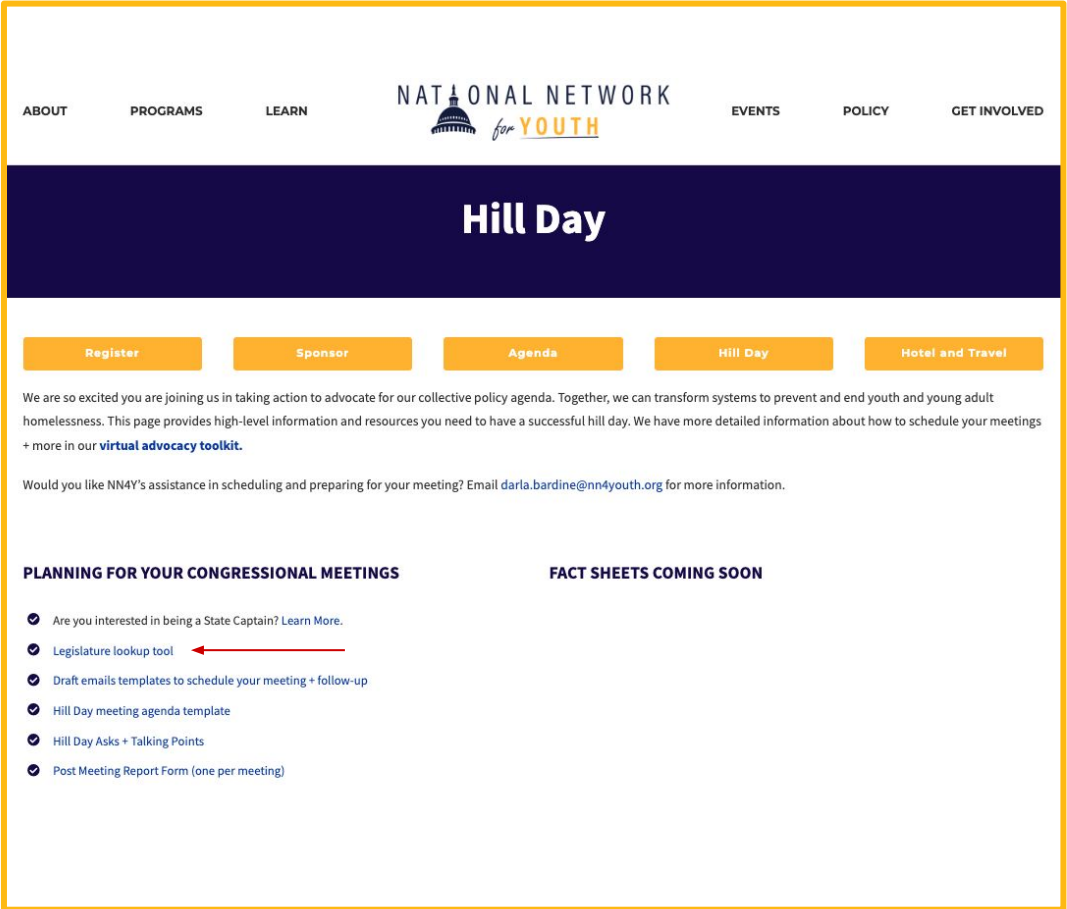 ABOUT
PROGRAMS
LEARN
NATIONAL NETWORK
for YOUTH
EVENTS
POLICY
GET INVOLVED
Hill Day
Register
Sponsor
Agenda
Hill Day
Hotel and Travel
We are so excited you are joining us in taking action to advocate for our collective policy agenda. Together, we can transform systems to prevent and end youth and young adult
homelessness. This page provides high-level information and resources you need to have a successful hill day. We have more detailed information about how to schedule your meetings
+ more in our virtual advocacy toolkit.
Would you like NN4Y’s assistance in scheduling and preparing for your meeting? Email darla.bardine@nn4youth.org for more information.
PLANNING FOR YOUR CONGRESSIONAL MEETINGS
Are you interested in being a State Captain? Learn More.
Legislature lookup tool
Draft emails templates to schedule your meeting + follow-up
Hill Day meeting agenda template
Hill Day Asks + Talking Points
Post Meeting Report Form (one per meeting)
FACT SHEETS COMING SOON